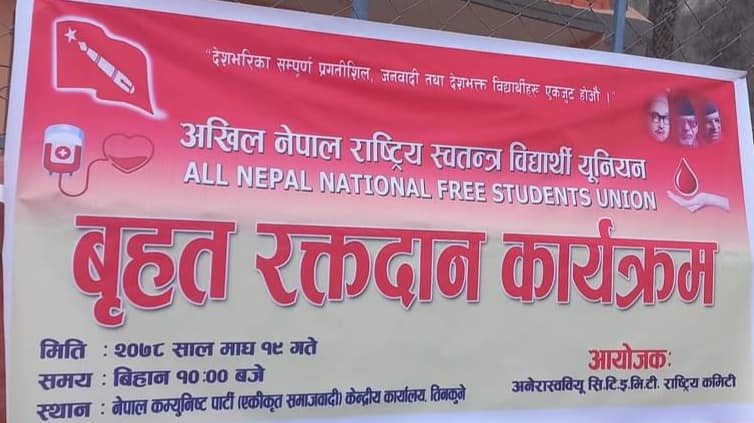 "देशभरिका सम्पूर्ण प्रगतीशिल, जनवादी तथा देशभक्त विद्यार्थीहरु एकजुट होऔ ।"
अखिल नेपाल राष्ट्रिय स्वतन्त्र विद्यार्थी यूनियन
ALL NEPAL NATIONAL FREE STUDENTS UNION
बृहत रक्तदान कार्यक्रम
मिति : २०७८ साल माघ १९ गते
समय : बिहान १०:०० बजे
स्थान : नेपाल कम्युनिष्ट पार्टी (एकीकृत समाजवादी) केन्द्रीय कार्यालय, तिनकुने
आयोजक:
अनेरास्ववियू सि.टि.इ.भि.टी. राष्ट्रिय कमिटी